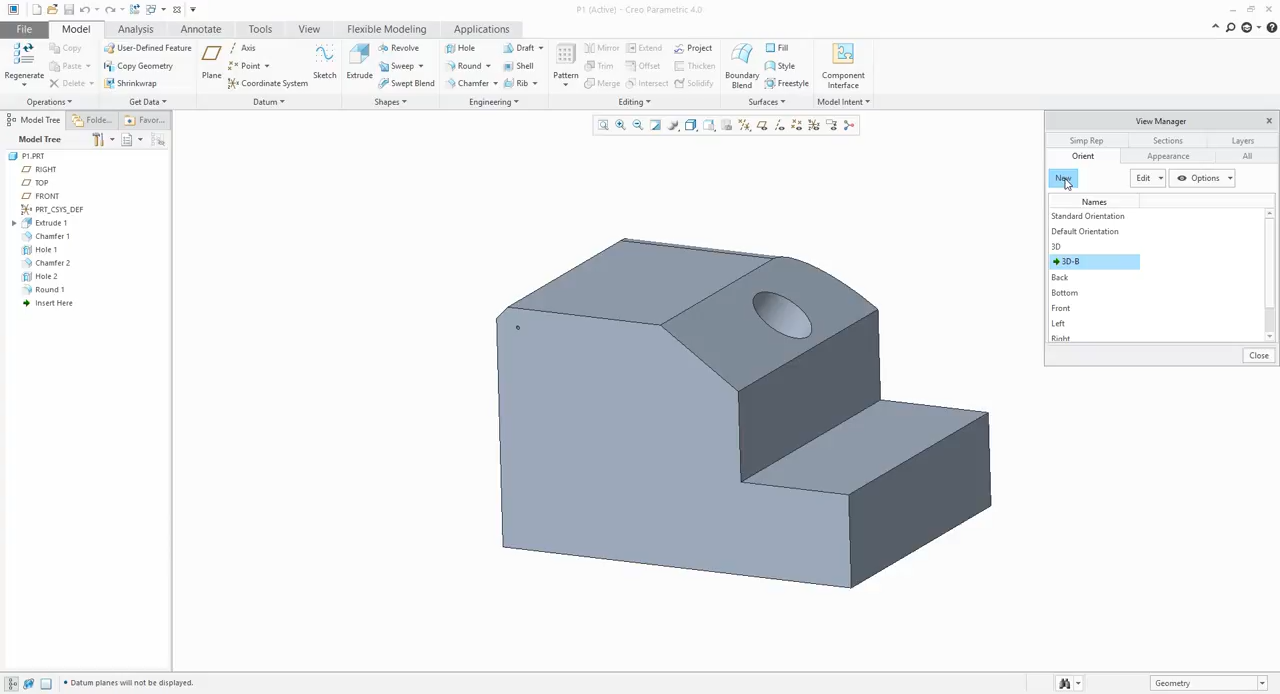 P1 (Active) - Creo Parametric 4.0
File Model Analysis Annotate Tools View Flexible Modeling Applications
Regenerate
Copy
Paste
Delete
Operations
User-Defined Feature
Copy Geometry
Shrinkwrap
Get Data
Plane
Axis
Point
Coordinate System
Sketch
Datum
Extrude
Revolve
Sweep
Swept Blend
Shapes
Hole
Round
Chamfer
Draft
Shell
Rib
Engineering
Pattern
Mirror
Trim
Merge
Extend
Offset
Intersect
Project
Thicken
Solidify
Editing
Boundary
Blend
Fill
Style
Freestyle
Surfaces
Component
Interface
Model Intent
Model Tree Folde... Favor...
Model Tree
P1.PRT
RIGHT
TOP
FRONT
PRT_CSYS_DEF
Extrude 1
Chamfer 1
Hole 1
Chamfer 2
Hole 2
Round 1
Insert Here
View Manager
Simp Rep Sections Layers
Orient Appearance All
New Edit Options
Names
Standard Orientation
Default Orientation
3D
3D-B
Back
Bottom
Front
Left
Right
Close
• Datum planes will not be displayed.
Geometry